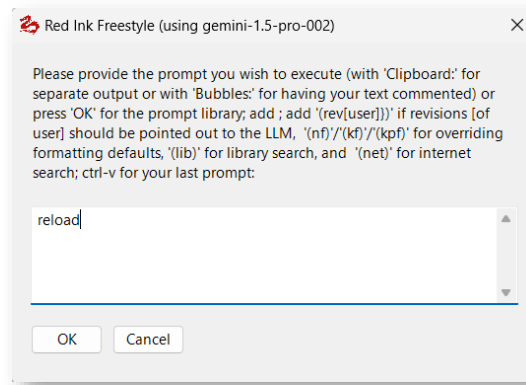 Red Ink Freestyle (using gemini-1.5-pro-002)
Please provide the prompt you wish to execute (with 'Clipboard:' for
separate output or with 'Bubbles:' for having your text commented) or
press 'OK' for the prompt library; add ; add '(rev[user]})' if revisions [of
user] should be pointed out to the LLM,  '(nf)'/'(kf)'/'(kpf)' for overriding
formatting defaults, '(lib)' for library search, and  '(net)' for internet
search; ctrl-v for your last prompt:
reload
OK Cancel